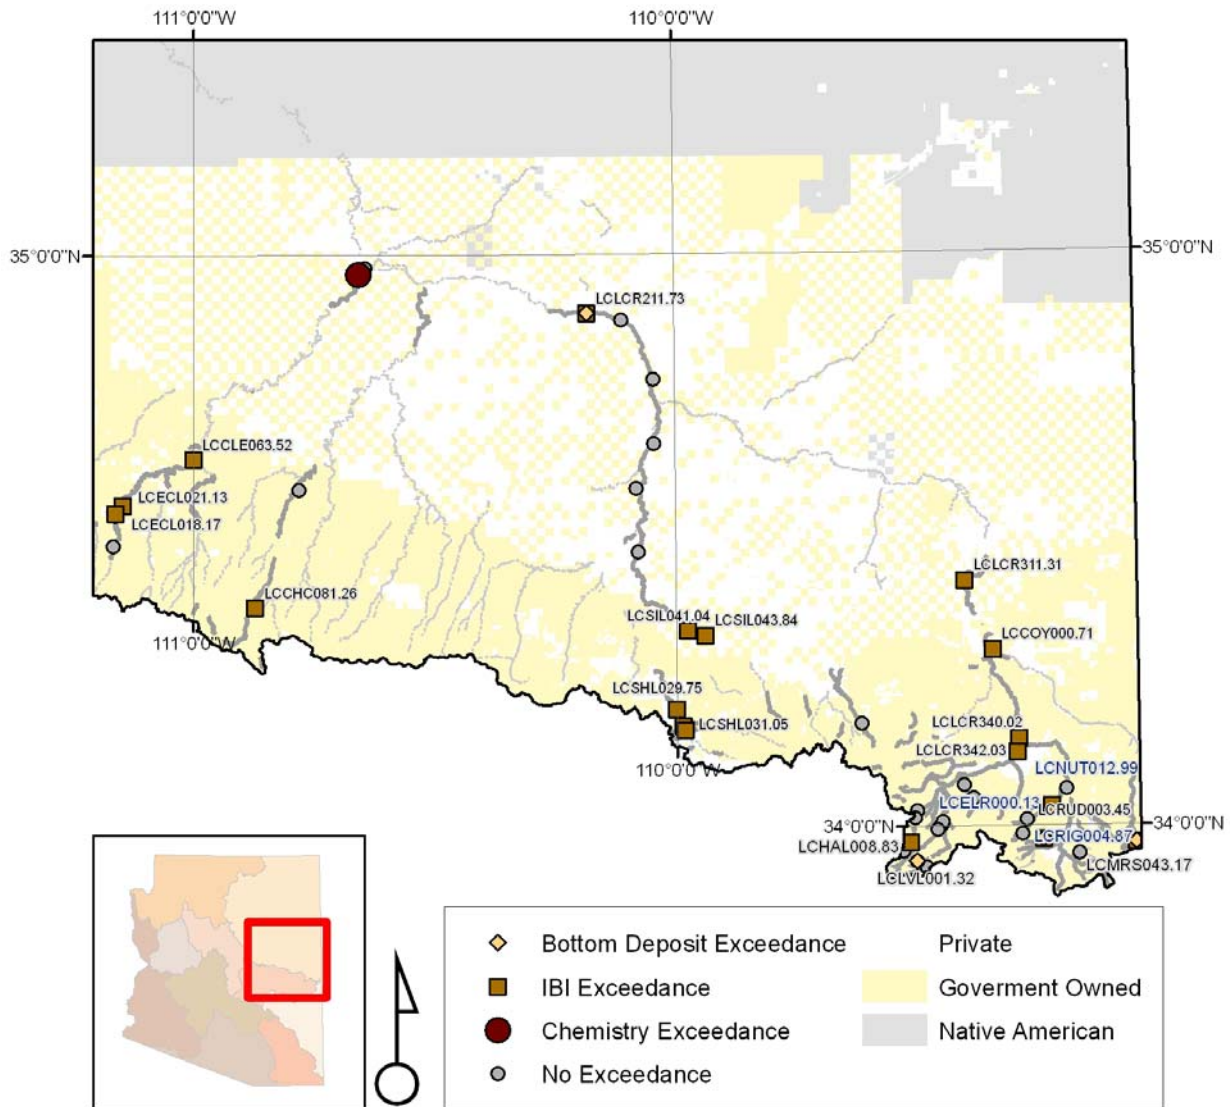 111°0'0"W
110°0'0"W
35°0'0"N
35°0'0"N
LCLCR211.73
LCCLE063.52
LCECL021.13
LCECL018.17
LCLCR311.31
LCCHC081.26
LCSIL041.04
LCSIL043.84
111°0'0"W
LCCOY000.71
LCSHL029.75
LCSHL031.05
LCLCR340.02
LCLCR342.03
110°0'0"W
LCNUT012.99
LCELR000.13
LCRUD003.45
34°0'0"N
34°0'0"N
LCRIG004.87
LCHAL008.83
LCMRS043.17
LCLVL001.32
Bottom Deposit Exceedance
Private
IBI Exceedance
Goverment Owned
Chemistry Exceedance
Native American
No Exceedance